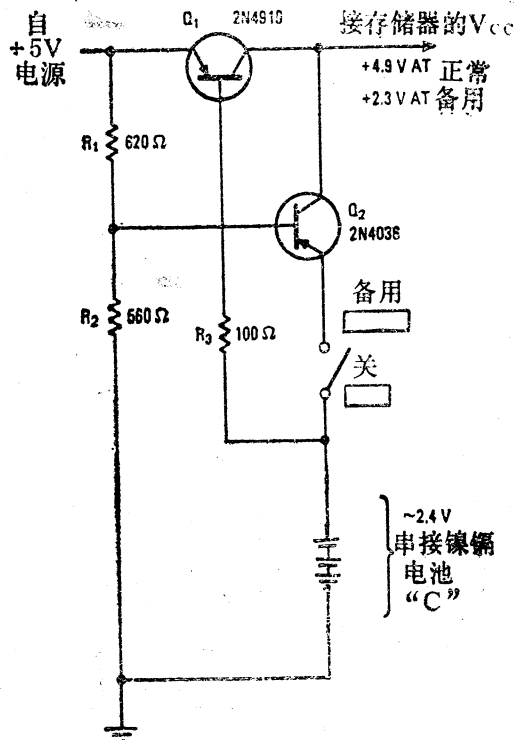 自
+5V
电源
Q₁
2N4918
接存储器的Vcc
+4.9 V AT 正常
+2.3 V AT 备用
R₁ 620 Ω
Q₂
2N4036
R₂ 560 Ω
R₃ 100 Ω
备用
关
~2.4 V
串接镍镉
电池
“C”